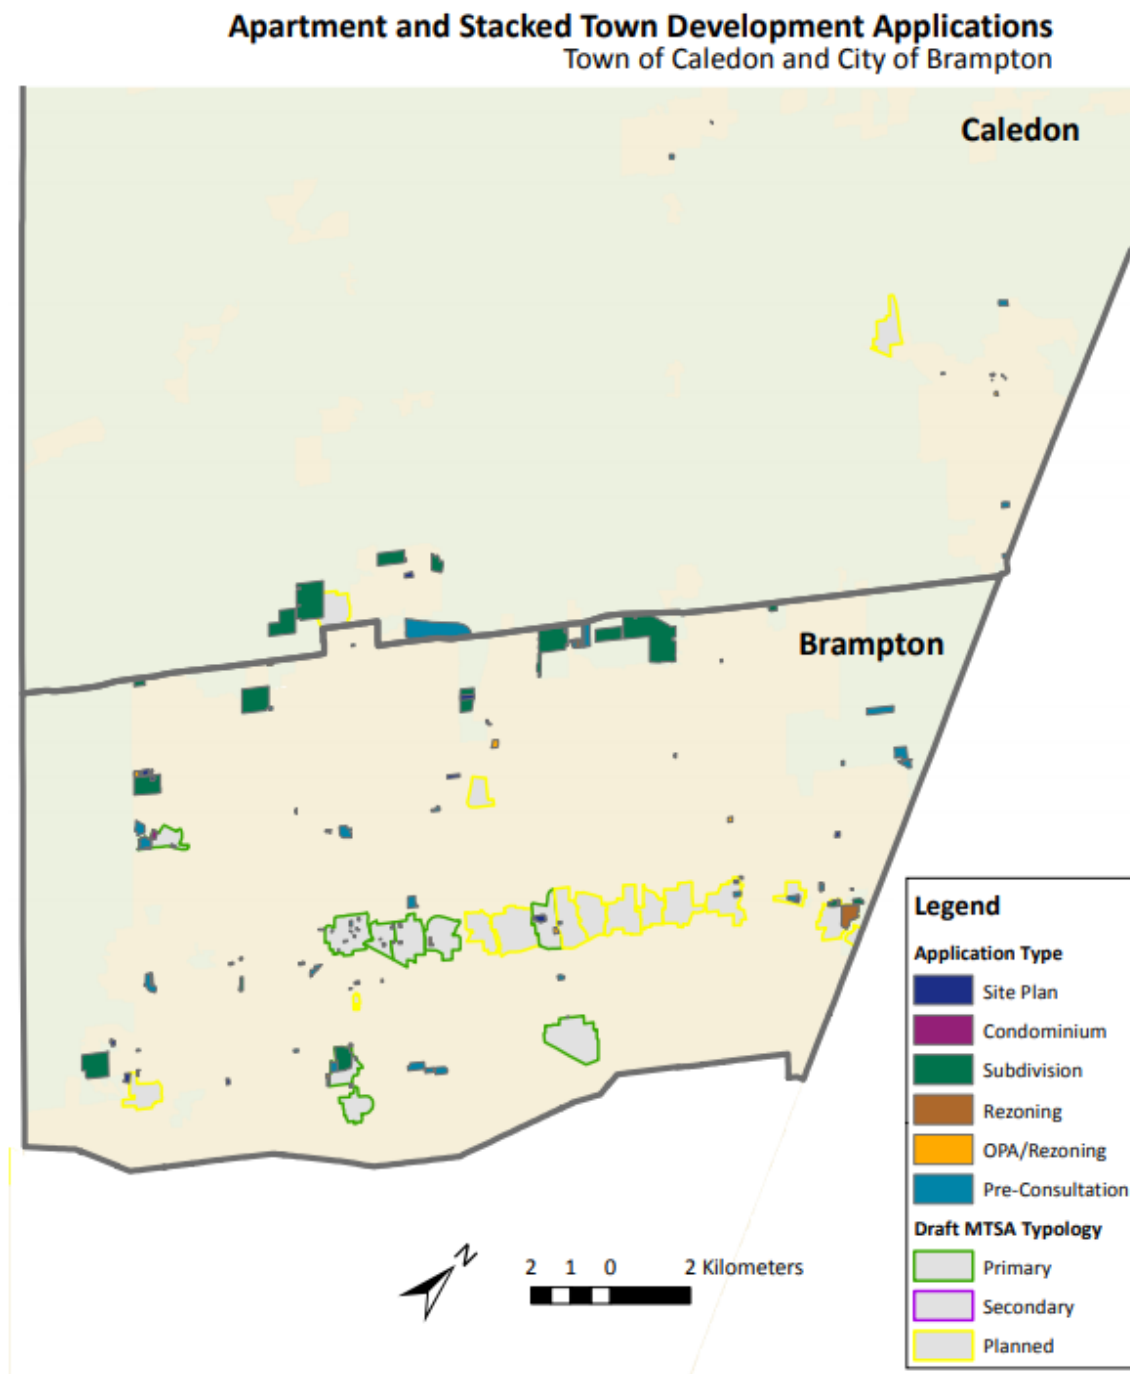 Apartment and Stacked Town Development Applications
Town of Caledon and City of Brampton
Caledon
Brampton
Legend
Application Type
Site Plan
Condominium
Subdivision
Rezoning
OPA/Rezoning
Pre-Consultation
Draft MTSA Typology
Primary
Secondary
Planned
N
2 1 0 2 Kilometers